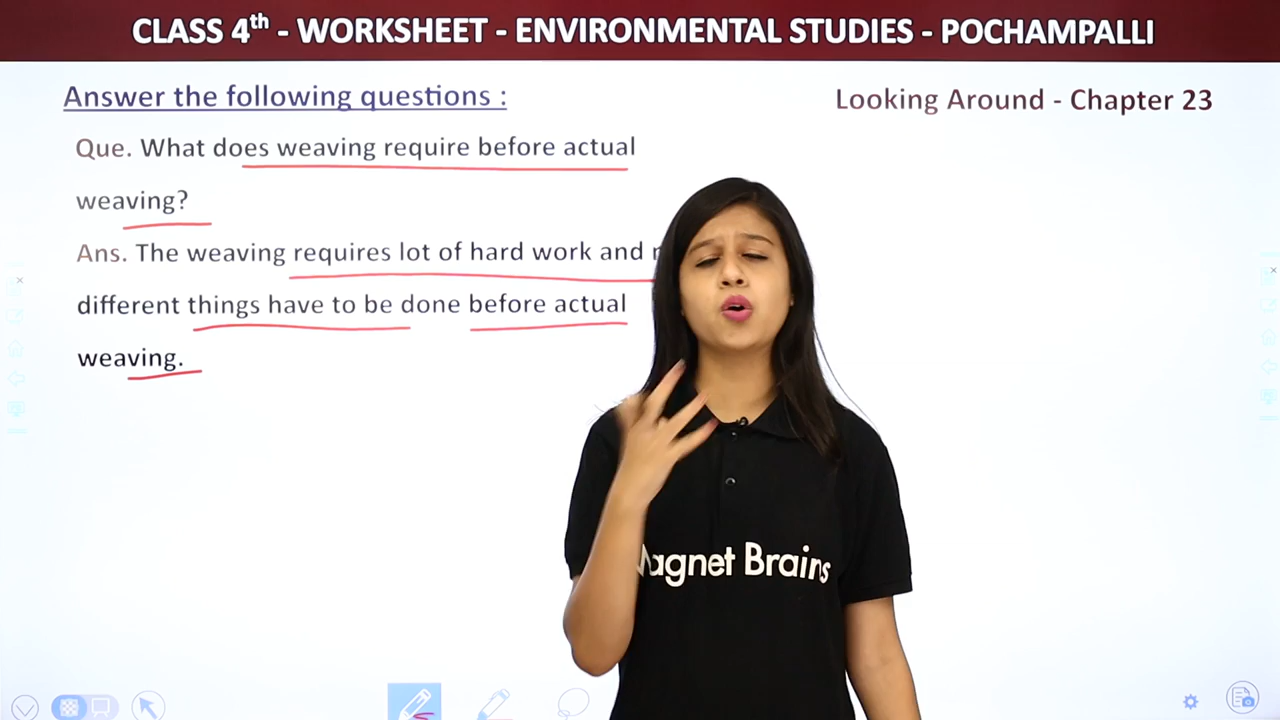 CLASS 4th - WORKSHEET - ENVIRONMENTAL STUDIES - POCHAMPALLI
Answer the following questions :
Looking Around - Chapter 23
Que. What does weaving require before actual
weaving?
Ans. The weaving requires lot of hard work and
different things have to be done before actual
weaving.
Magnet Brains